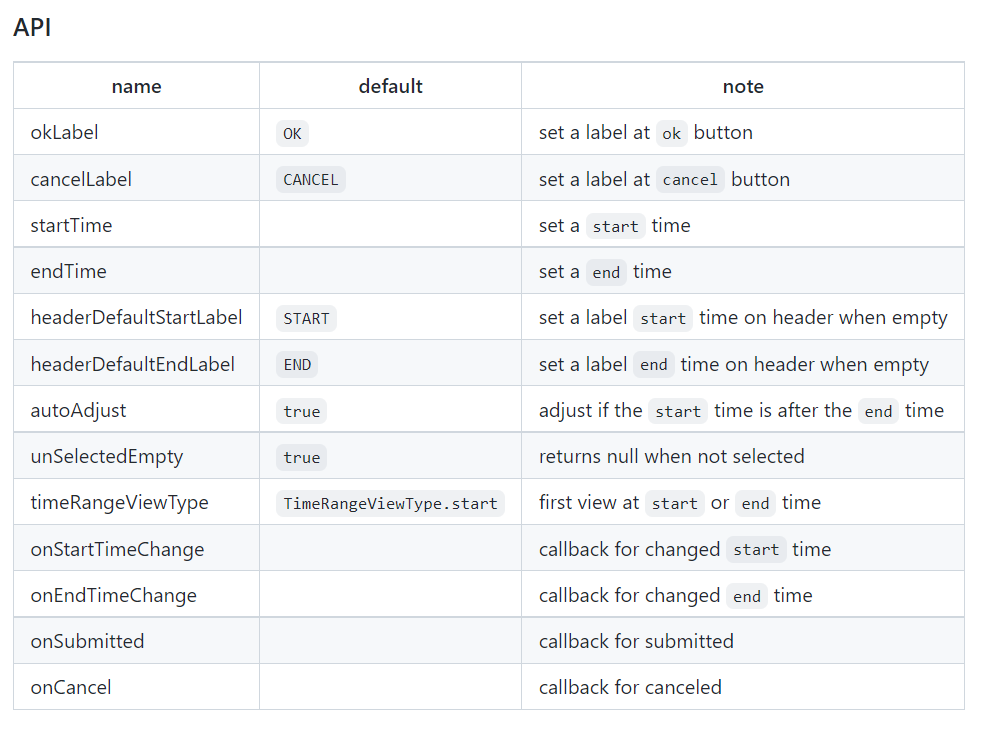 API
name default note
okLabel OK set a label at ok button
cancelLabel CANCEL set a label at cancel button
startTime set a start time
endTime set a end time
headerDefaultStartLabel START set a label start time on header when empty
headerDefaultEndLabel END set a label end time on header when empty
autoAdjust true adjust if the start time is after the end time
unSelectedEmpty true returns null when not selected
timeRangeViewType TimeRangeViewType.start first view at start or end time
onStartTimeChange callback for changed start time
onEndTimeChange callback for changed end time
onSubmitted callback for submitted
onCancel callback for canceled